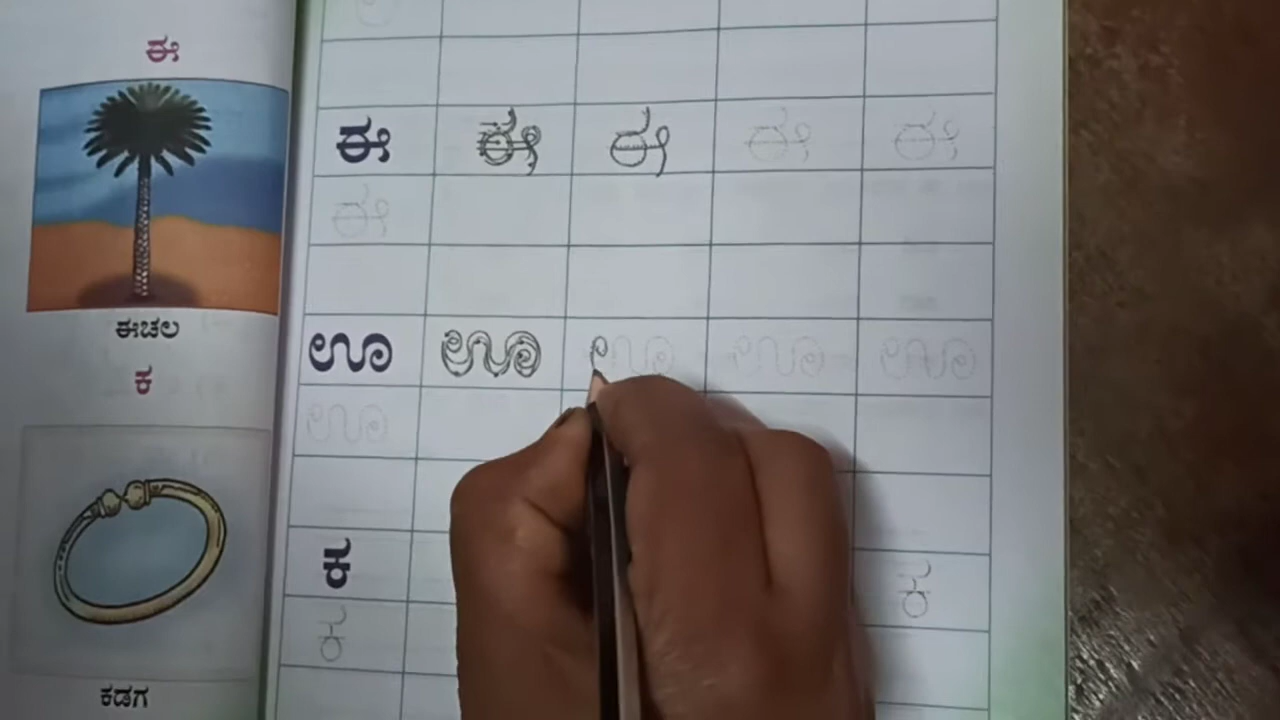 ಈ
ಈಚಲ
ಕ
ಕಡಗ
ಈ ಈ ಈ ಈ ಈ
ಈ
ಊ ಊ ಊ ಊ ಊ
ಊ
ಕ ಕ
ಕ